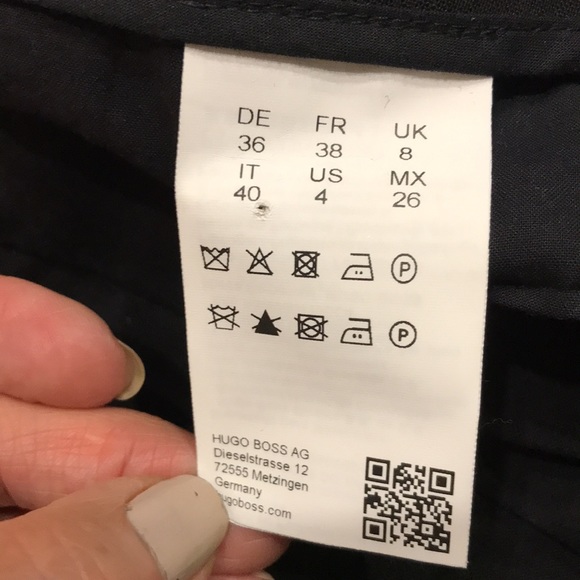 DE FR UK
36 38 8
IT US MX
40 4 26
P
P
HUGO BOSS AG
Dieselstrasse 12
72555 Metzingen
Germany
hugoboss.com